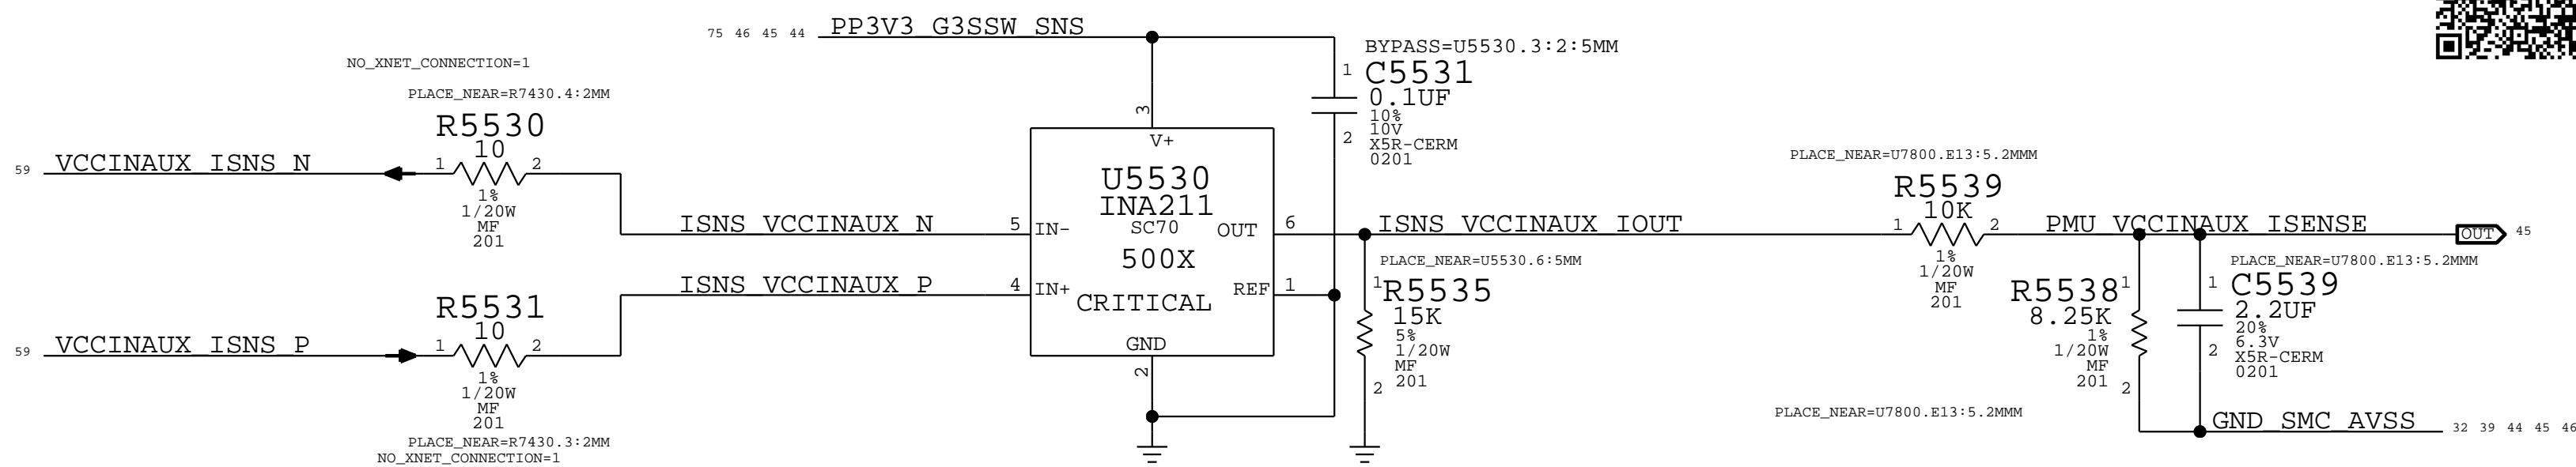 75 46 45 44 PP3V3_G3SSW_SNS
NO_XNET_CONNECTION=1
PLACE_NEAR=R7430.4:2MM
R5530
10
59 VCCINAUX_ISNS_N
1 2
1%
1/20W
MF
201
ISNS_VCCINAUX_N
ISNS_VCCINAUX_P
R5531
10
59 VCCINAUX_ISNS_P
1 2
1%
1/20W
MF
201
PLACE_NEAR=R7430.3:2MM
NO_XNET_CONNECTION=1
3
V+
U5530
INA211
SC70
500X
CRITICAL
5 IN-
4 IN+
OUT 6
REF 1
GND
2
BYPASS=U5530.3:2:5MM
1
C5531
0.1UF
10%
10V
2
X5R-CERM
0201
ISNS_VCCINAUX_IOUT
PLACE_NEAR=U5530.6:5MM
1
R5535
15K
5%
1/20W
MF
201
2
PLACE_NEAR=U7800.E13:5.2MMM
R5539
10K
1 2
1%
1/20W
MF
201
PMU_VCCINAUX_ISENSE
OUT 45
R5538
1
8.25K
1%
1/20W
MF
201
2
PLACE_NEAR=U7800.E13:5.2MMM
PLACE_NEAR=U7800.E13:5.2MMM
1
C5539
2.2UF
20%
6.3V
2
X5R-CERM
0201
GND_SMC_AVSS 32 39 44 45 46